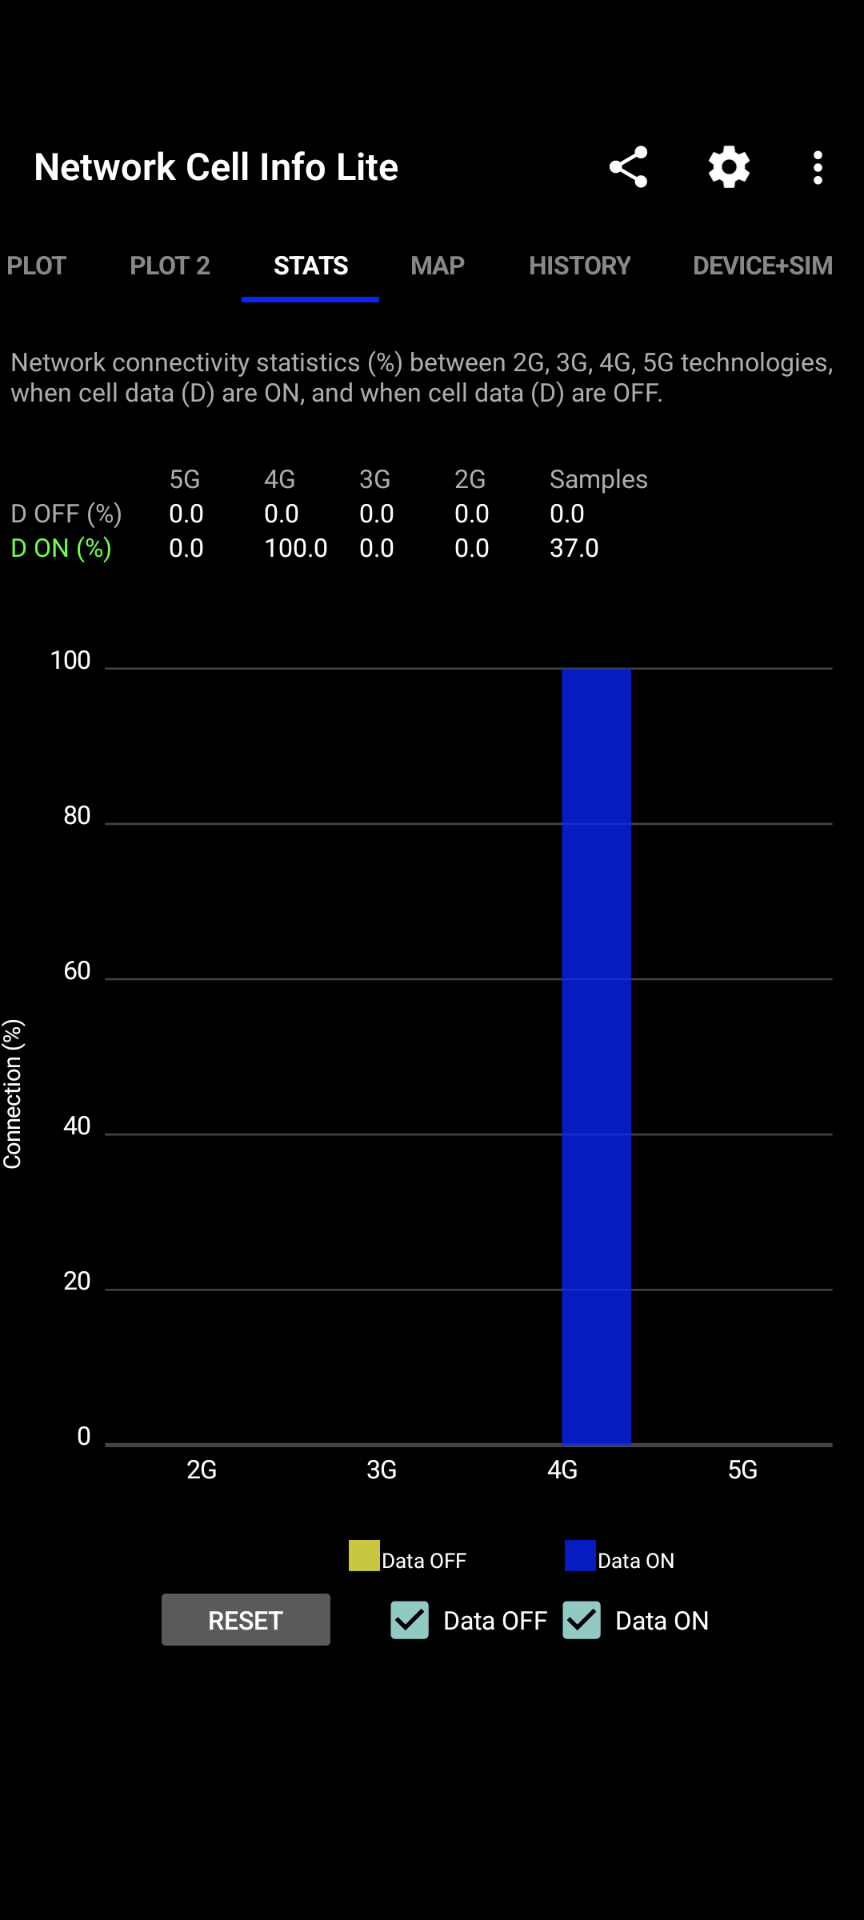 Network Cell Info Lite
PLOT PLOT 2 STATS MAP HISTORY DEVICE+SIM
Network connectivity statistics (%) between 2G, 3G, 4G, 5G technologies,
when cell data (D) are ON, and when cell data (D) are OFF.
5G 4G 3G 2G Samples
D OFF (%) 0.0 0.0 0.0 0.0 0.0
D ON (%) 0.0 100.0 0.0 0.0 37.0
100
80
60
Connection (%)
40
20
0
2G 3G 4G 5G
Data OFF Data ON
RESET Data OFF Data ON